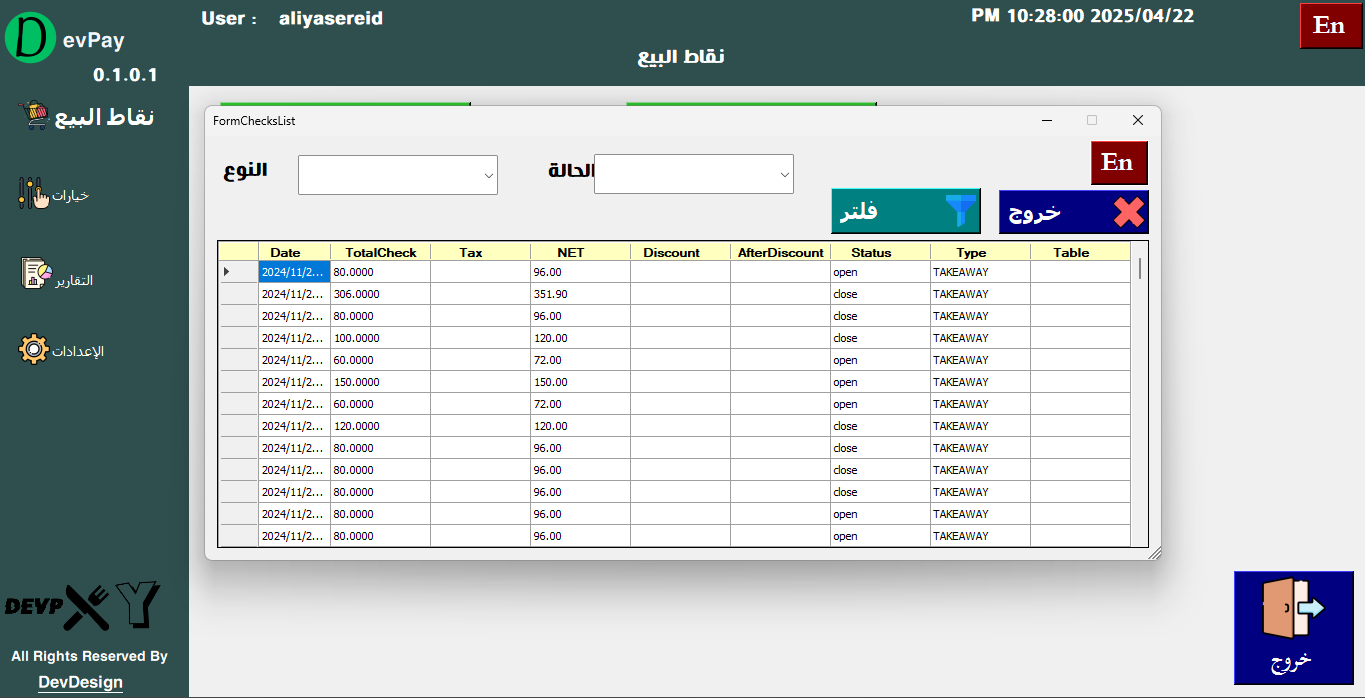 D evPay
0.1.0.1
User : aliyasereid
PM 10:28:00 2025/04/22
En
نقاط البيع
نقاط البيع
خيارات
التقارير
الإعدادات
FormChecksList
النوع
الحالة
En
فلتر
خروج
Date TotalCheck Tax NET Discount AfterDiscount Status Type Table
2024/11/2... 80.0000 96.00 open TAKEAWAY
2024/11/2... 306.0000 351.90 close TAKEAWAY
2024/11/2... 80.0000 96.00 close TAKEAWAY
2024/11/2... 100.0000 120.00 close TAKEAWAY
2024/11/2... 60.0000 72.00 open TAKEAWAY
2024/11/2... 150.0000 150.00 open TAKEAWAY
2024/11/2... 60.0000 72.00 open TAKEAWAY
2024/11/2... 120.0000 120.00 close TAKEAWAY
2024/11/2... 80.0000 96.00 close TAKEAWAY
2024/11/2... 80.0000 96.00 close TAKEAWAY
2024/11/2... 80.0000 96.00 close TAKEAWAY
2024/11/2... 80.0000 96.00 open TAKEAWAY
2024/11/2... 80.0000 96.00 open TAKEAWAY
DEVP Y
All Rights Reserved By
DevDesign
خروج